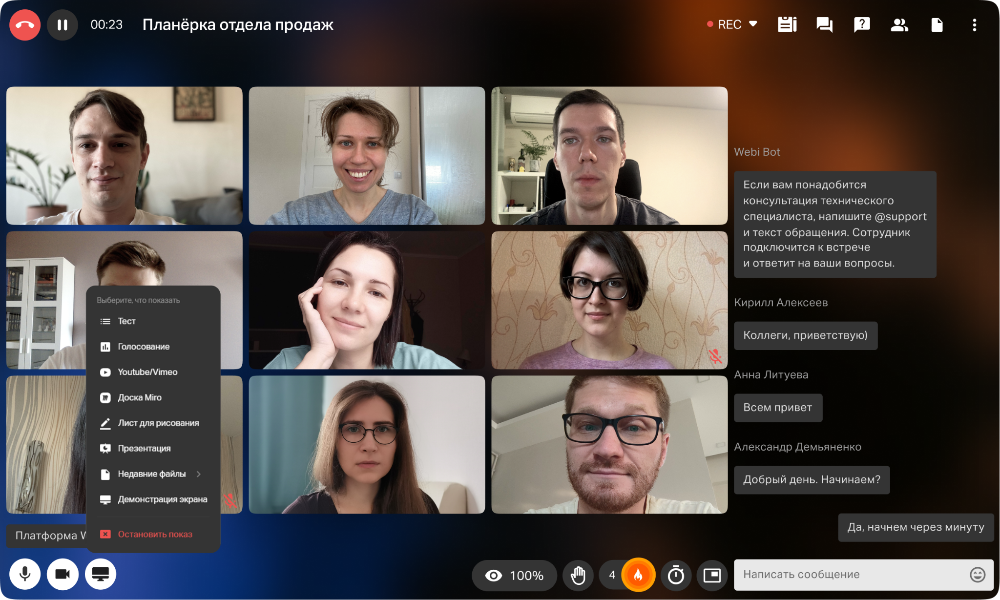 00:23
Планёрка отдела продаж
REC
Webi Bot
Если вам понадобится
консультация технического
специалиста, напишите @support
и текст обращения. Сотрудник
подключится к встрече
и ответит на ваши вопросы.
Кирилл Алексеев
Коллеги, приветствую)
Анна Литуева
Всем привет
Александр Демьяненко
Добрый день. Начинаем?
Да, начнем через минуту
Написать сообщение
Выберите, что показать
Тест
Голосование
Youtube/Vimeo
Доска Miro
Лист для рисования
Презентация
Недавние файлы
Демонстрация экрана
Остановить показ
Платформа
100%
4